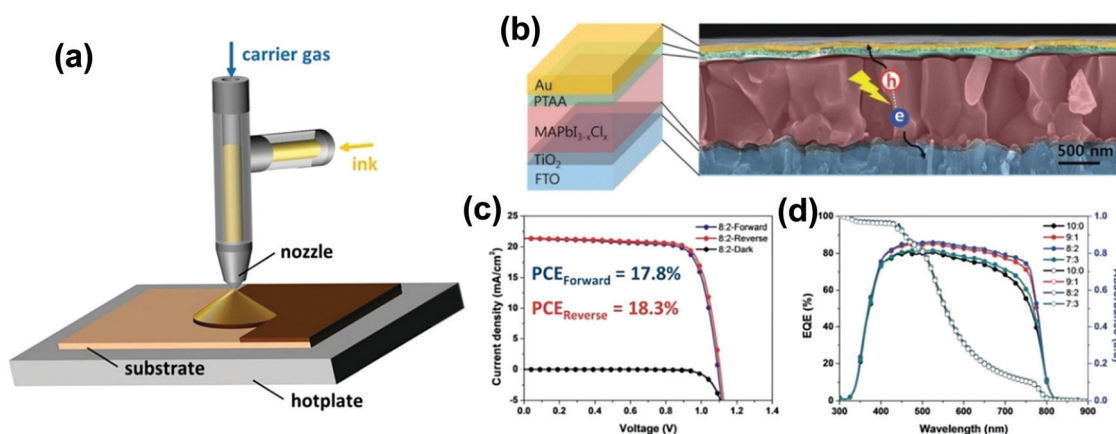 (a)
carrier gas
ink
nozzle
substrate
hotplate
(b)
Au
PTAA
MAPbI3-xClx
TiO2
FTO
h
e
500 nm
(c)
25
20
15
10
5
0
-5
0.0 0.2 0.4 0.6 0.8 1.0 1.2 1.4
Current density (mA/cm2)
Voltage (V)
8:2-Forward
8:2-Reverse
8:2-Dark
PCEForward = 17.8%
PCEReverse = 18.3%
(d)
100
80
60
40
20
0
300 400 500 600 700 800 900
EQE (%)
Wavelength (nm)
10:0
9:1
8:2
7:3
10:0
9:1
8:2
7:3
1.0
0.8
0.6
0.4
0.2
0.0